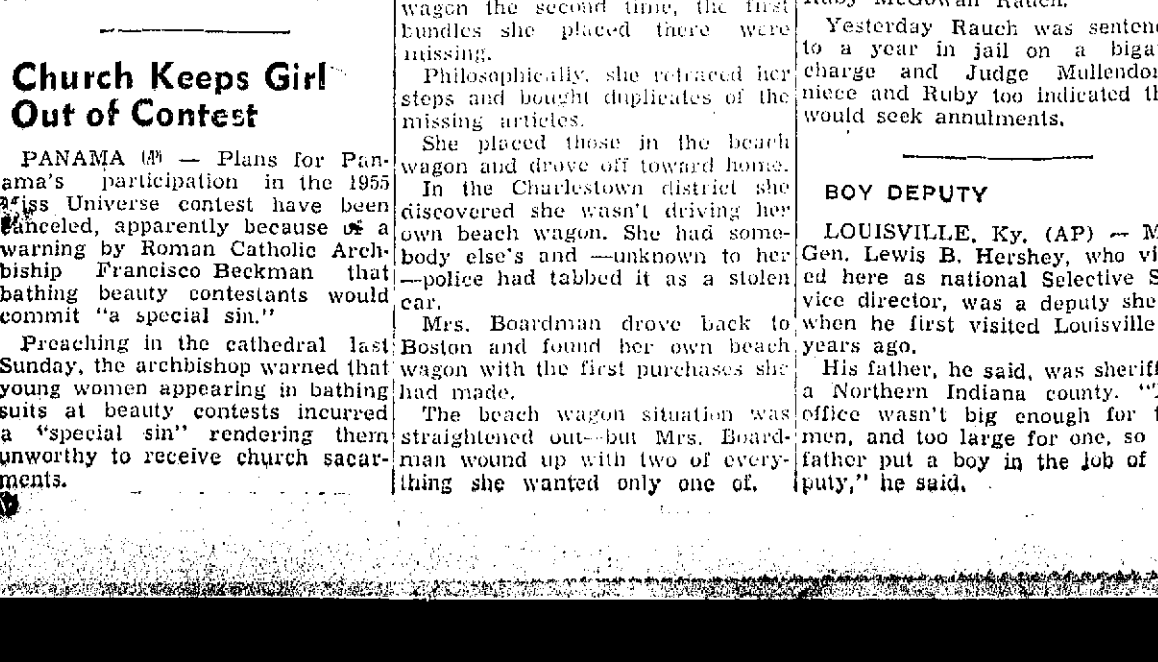 Church Keeps Girl
Out of Contest
PANAMA (AP) — Plans for Pan-
ama's participation in the 1955
Miss Universe contest have been
canceled, apparently because of a
warning by Roman Catholic Arch-
biship Francisco Beckman that
bathing beauty contestants would
commit "a special sin."
Preaching in the cathedral last
Sunday, the archbishop warned that
young women appearing in bathing
suits at beauty contests incurred
a "special sin" rendering them
unworthy to receive church sacar-
ments.
wagon the second time, the first
bundles she placed there were
missing.
Philosophically, she retraced her
steps and bought duplicates of the
missing articles.
She placed those in the beach
wagon and drove off toward home.
In the Charlestown district she
discovered she wasn't driving her
own beach wagon. She had some-
body else's and —unknown to her
—police had tabbed it as a stolen
car.
Mrs. Boardman drove back to
Boston and found her own beach
wagon with the first purchases she
had made.
The beach wagon situation was
straightened out—but Mrs. Board-
man wound up with two of every-
thing she wanted only one of.
Ruby McGowan Rauch.
Yesterday Rauch was sentenc
to a year in jail on a biga
charge and Judge Mullendor
niece and Ruby too indicated th
would seek annulments.
BOY DEPUTY
LOUISVILLE, Ky. (AP) — M
Gen. Lewis B. Hershey, who vi
ed here as national Selective S
vice director, was a deputy she
when he first visited Louisville
years ago.
His father, he said, was sheriff
a Northern Indiana county.
office wasn't big enough for
men, and too large for one, so
father put a boy in the job of
puty," he said.